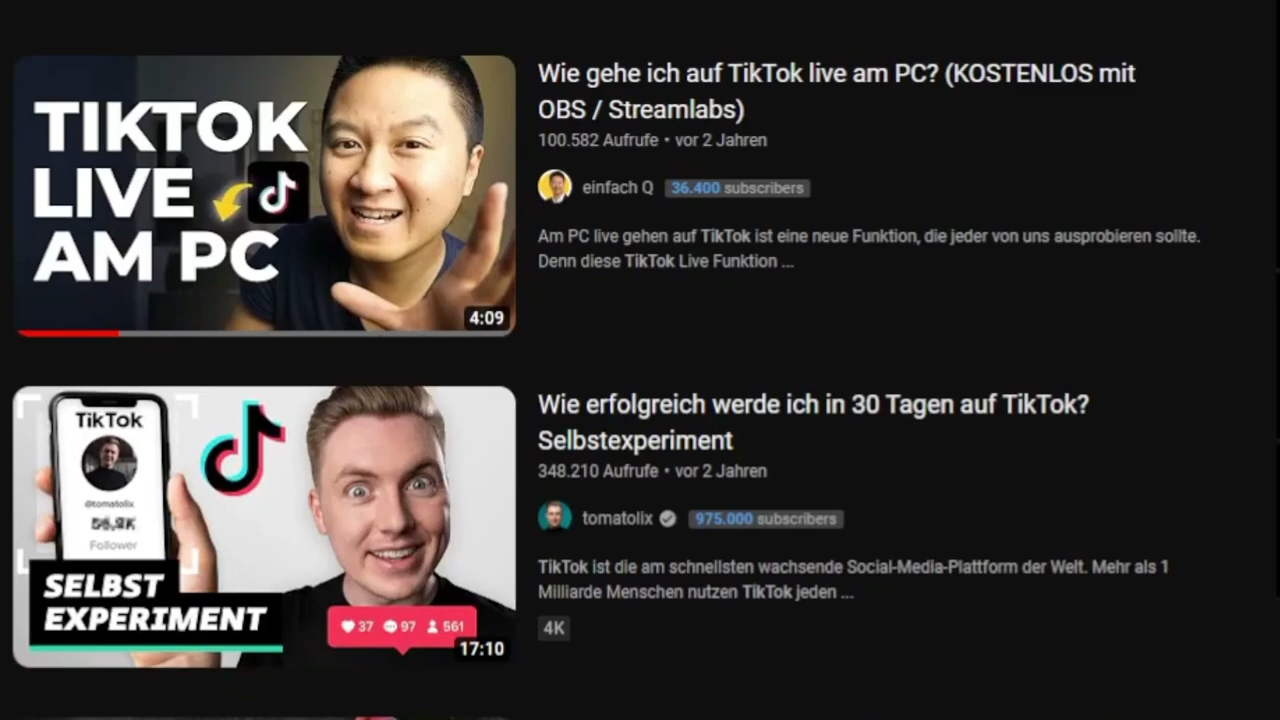 TIKTOK
LIVE
AM PC
4:09
Wie gehe ich auf TikTok live am PC? (KOSTENLOS mit
OBS / Streamlabs)
100.582 Aufrufe • vor 2 Jahren
einfach Q 36.400 subscribers
Am PC live gehen auf TikTok ist eine neue Funktion, die jeder von uns ausprobieren sollte.
Denn diese TikTok Live Funktion ...
TikTok
@tomatolix
Follower
SELBST
EXPERIMENT
37 97 561
17:10
Wie erfolgreich werde ich in 30 Tagen auf TikTok?
Selbstexperiment
348.210 Aufrufe • vor 2 Jahren
tomatolix 975.000 subscribers
TikTok ist die am schnellsten wachsende Social-Media-Plattform der Welt. Mehr als 1
Milliarde Menschen nutzen TikTok jeden ...
4K